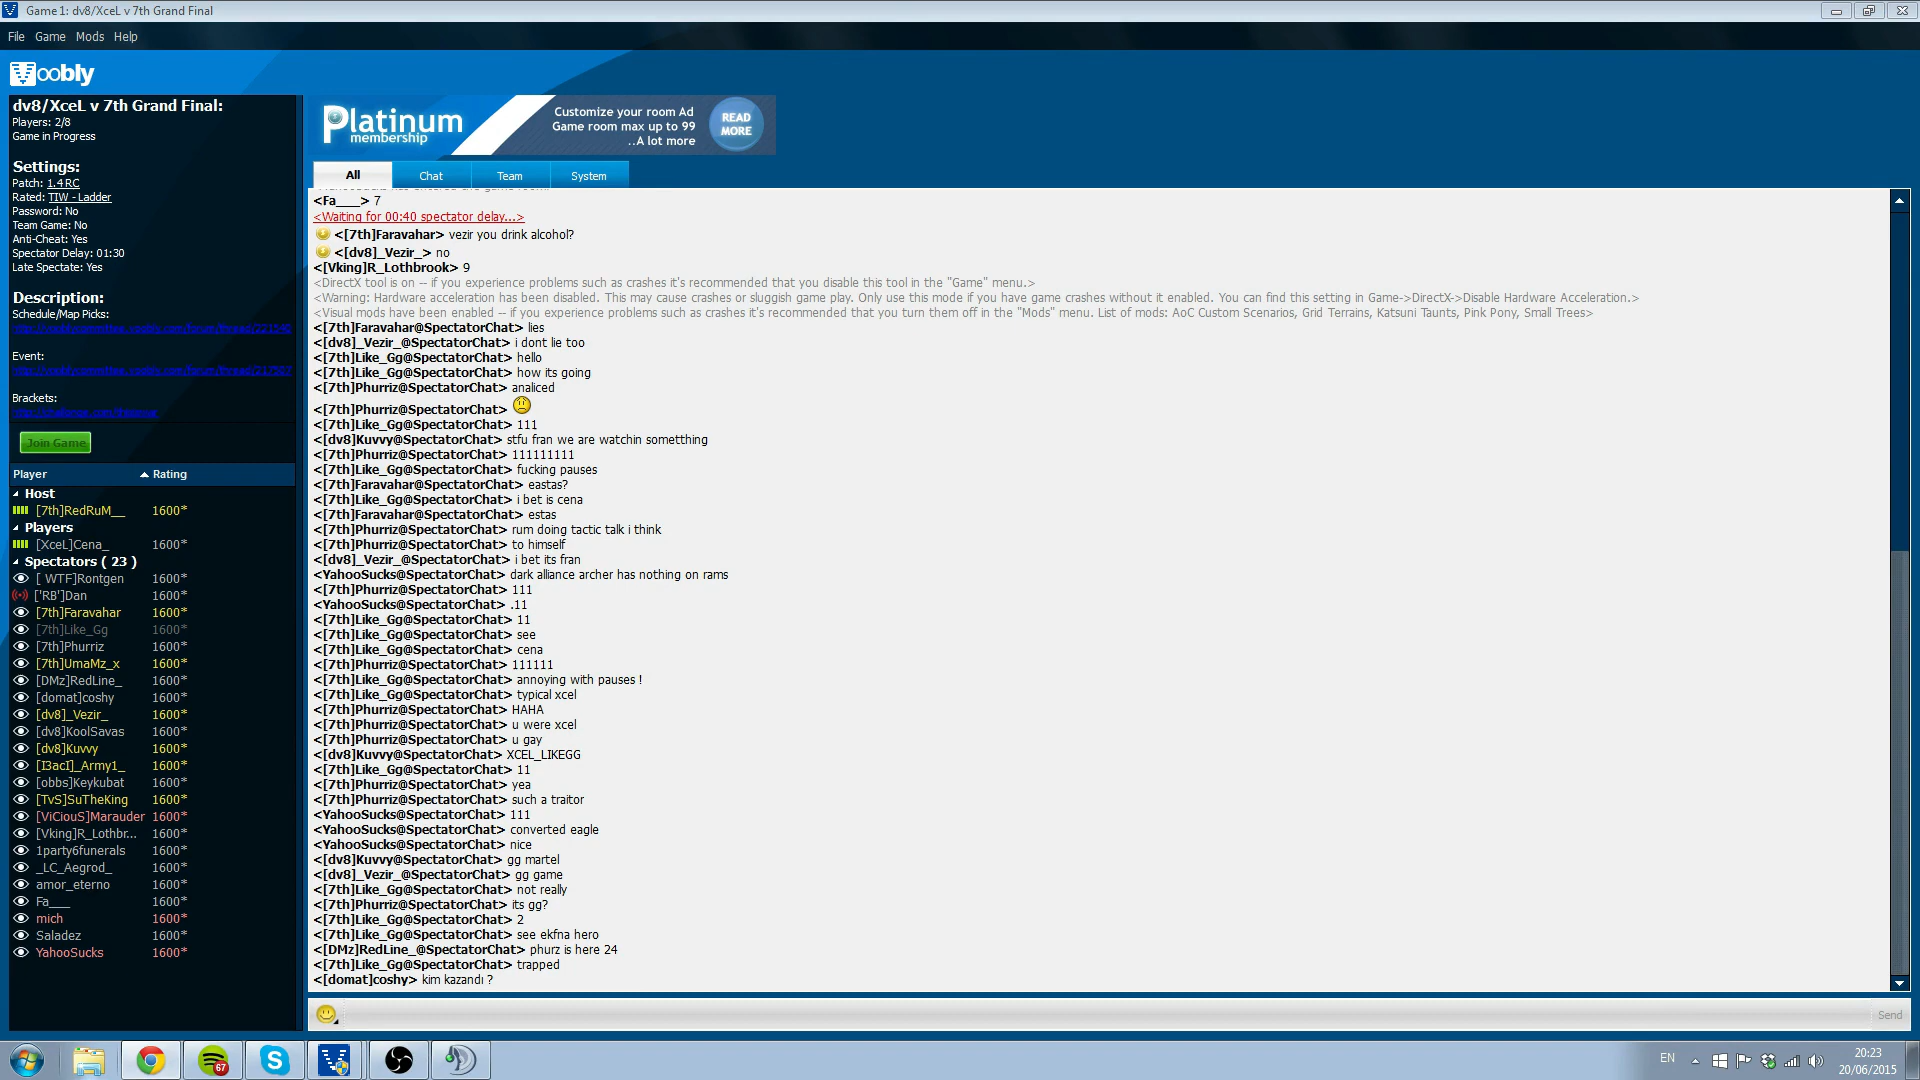 Game 1: dv8/XceL v 7th Grand Final
File Game Mods Help
Voobly
dv8/XceL v 7th Grand Final:
Players: 2/8
Game in Progress
Settings:
Patch: 1.4 RC
Rated: TIW - Ladder
Password: No
Team Game: No
Anti-Cheat: Yes
Spectator Delay: 01:30
Late Spectate: Yes
Description:
Schedule/Map Picks:
Event:
Brackets:
Join Game
Player Rating
Host
[7th]RedRuM__ 1600*
Players
[XceL]Cena_ 1600*
Spectators ( 23 )
[ WTF]Rontgen 1600*
['RB']Dan 1600*
[7th]Faravahar 1600*
[7th]Like_Gg 1600*
[7th]Phurriz 1600*
[7th]UmaMz_x 1600*
[DMz]RedLine_ 1600*
[domat]coshy 1600*
[dv8]_Vezir_ 1600*
[dv8]KoolSavas 1600*
[dv8]Kuvvy 1600*
[I3acI]_Army1_ 1600*
[obbs]Keykubat 1600*
[TvS]SuTheKing 1600*
[ViCiouS]Marauder 1600*
[Vking]R_Lothbr... 1600*
1party6funerals 1600*
_LC_Aegrod_ 1600*
amor_eterno 1600*
Fa___ 1600*
mich 1600*
Saladez 1600*
YahooSucks 1600*
Platinum
membership
Customize your room Ad
Game room max up to 99
..A lot more
READ
MORE
All Chat Team System
<Fa___> 7
<Waiting for 00:40 spectator delay...>
<[7th]Faravahar> vezir you drink alcohol?
<[dv8]_Vezir_> no
<[Vking]R_Lothbrook> 9
<DirectX tool is on -- if you experience problems such as crashes it's recommended that you disable this tool in the "Game" menu.>
<Warning: Hardware acceleration has been disabled. This may cause crashes or sluggish game play. Only use this mode if you have game crashes without it enabled. You can find this setting in Game->DirectX->Disable Hardware Acceleration.>
<Visual mods have been enabled -- if you experience problems such as crashes it's recommended that you turn them off in the "Mods" menu. List of mods: AoC Custom Scenarios, Grid Terrains, Katsuni Taunts, Pink Pony, Small Trees>
<[7th]Faravahar@SpectatorChat> lies
<[dv8]_Vezir_@SpectatorChat> i dont lie too
<[7th]Like_Gg@SpectatorChat> hello
<[7th]Like_Gg@SpectatorChat> how its going
<[7th]Phurriz@SpectatorChat> analiced
<[7th]Phurriz@SpectatorChat>
<[7th]Like_Gg@SpectatorChat> 111
<[dv8]Kuvvy@SpectatorChat> stfu fran we are watchin sometthing
<[7th]Phurriz@SpectatorChat> 111111111
<[7th]Like_Gg@SpectatorChat> fucking pauses
<[7th]Faravahar@SpectatorChat> eastas?
<[7th]Like_Gg@SpectatorChat> i bet is cena
<[7th]Faravahar@SpectatorChat> estas
<[7th]Phurriz@SpectatorChat> rum doing tactic talk i think
<[7th]Phurriz@SpectatorChat> to himself
<[dv8]_Vezir_@SpectatorChat> i bet its fran
<YahooSucks@SpectatorChat> dark alliance archer has nothing on rams
<[7th]Phurriz@SpectatorChat> 111
<YahooSucks@SpectatorChat> .11
<[7th]Like_Gg@SpectatorChat> 11
<[7th]Like_Gg@SpectatorChat> see
<[7th]Like_Gg@SpectatorChat> cena
<[7th]Phurriz@SpectatorChat> 111111
<[7th]Like_Gg@SpectatorChat> annoying with pauses !
<[7th]Like_Gg@SpectatorChat> typical xcel
<[7th]Phurriz@SpectatorChat> HAHA
<[7th]Phurriz@SpectatorChat> u were xcel
<[7th]Phurriz@SpectatorChat> u gay
<[dv8]Kuvvy@SpectatorChat> XCEL_LIKEGG
<[7th]Like_Gg@SpectatorChat> 11
<[7th]Phurriz@SpectatorChat> yea
<[7th]Phurriz@SpectatorChat> such a traitor
<YahooSucks@SpectatorChat> 111
<YahooSucks@SpectatorChat> converted eagle
<YahooSucks@SpectatorChat> nice
<[dv8]Kuvvy@SpectatorChat> gg martel
<[dv8]_Vezir_@SpectatorChat> gg game
<[7th]Like_Gg@SpectatorChat> not really
<[7th]Phurriz@SpectatorChat> its gg?
<[7th]Like_Gg@SpectatorChat> 2
<[7th]Like_Gg@SpectatorChat> see ekfna hero
<[DMz]RedLine_@SpectatorChat> phurz is here 24
<[7th]Like_Gg@SpectatorChat> trapped
<[domat]coshy> kim kazandı ?
Send
67
EN
20:23
20/06/2015